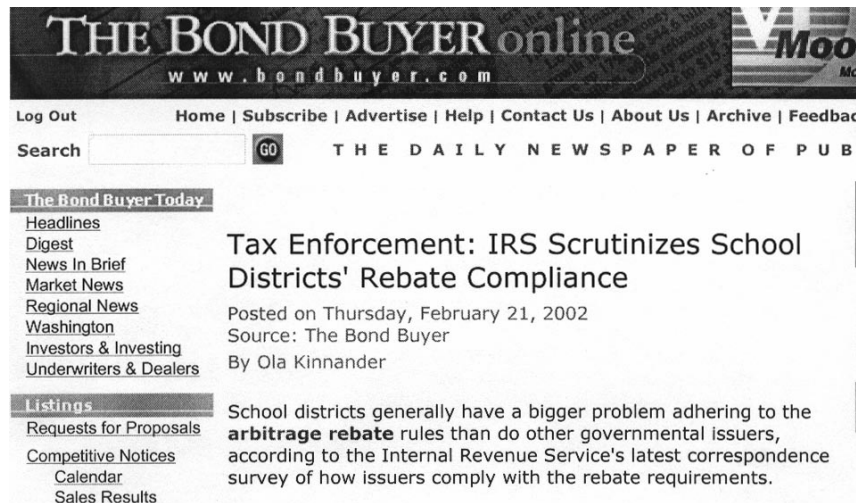 THE BOND BUYER online
www.bondbuyer.com
Log Out
Home | Subscribe | Advertise | Help | Contact Us | About Us | Archive |
Search
GO
THE DAILY NEWSPAPER OF
The Bond Buyer Today
Headlines
Digest
News In Brief
Market News
Regional News
Washington
Investors & Investing
Underwriters & Dealers
Listings
Requests for Proposals
Competitive Notices
Calendar
Sales Results
Tax Enforcement: IRS Scrutinizes School
Districts' Rebate Compliance
Posted on Thursday, February 21, 2002
Source: The Bond Buyer
By Ola Kinnander
School districts generally have a bigger problem adhering to the
arbitrage rebate rules than do other governmental issuers,
according to the Internal Revenue Service's latest correspondence
survey of how issuers comply with the rebate requirements.